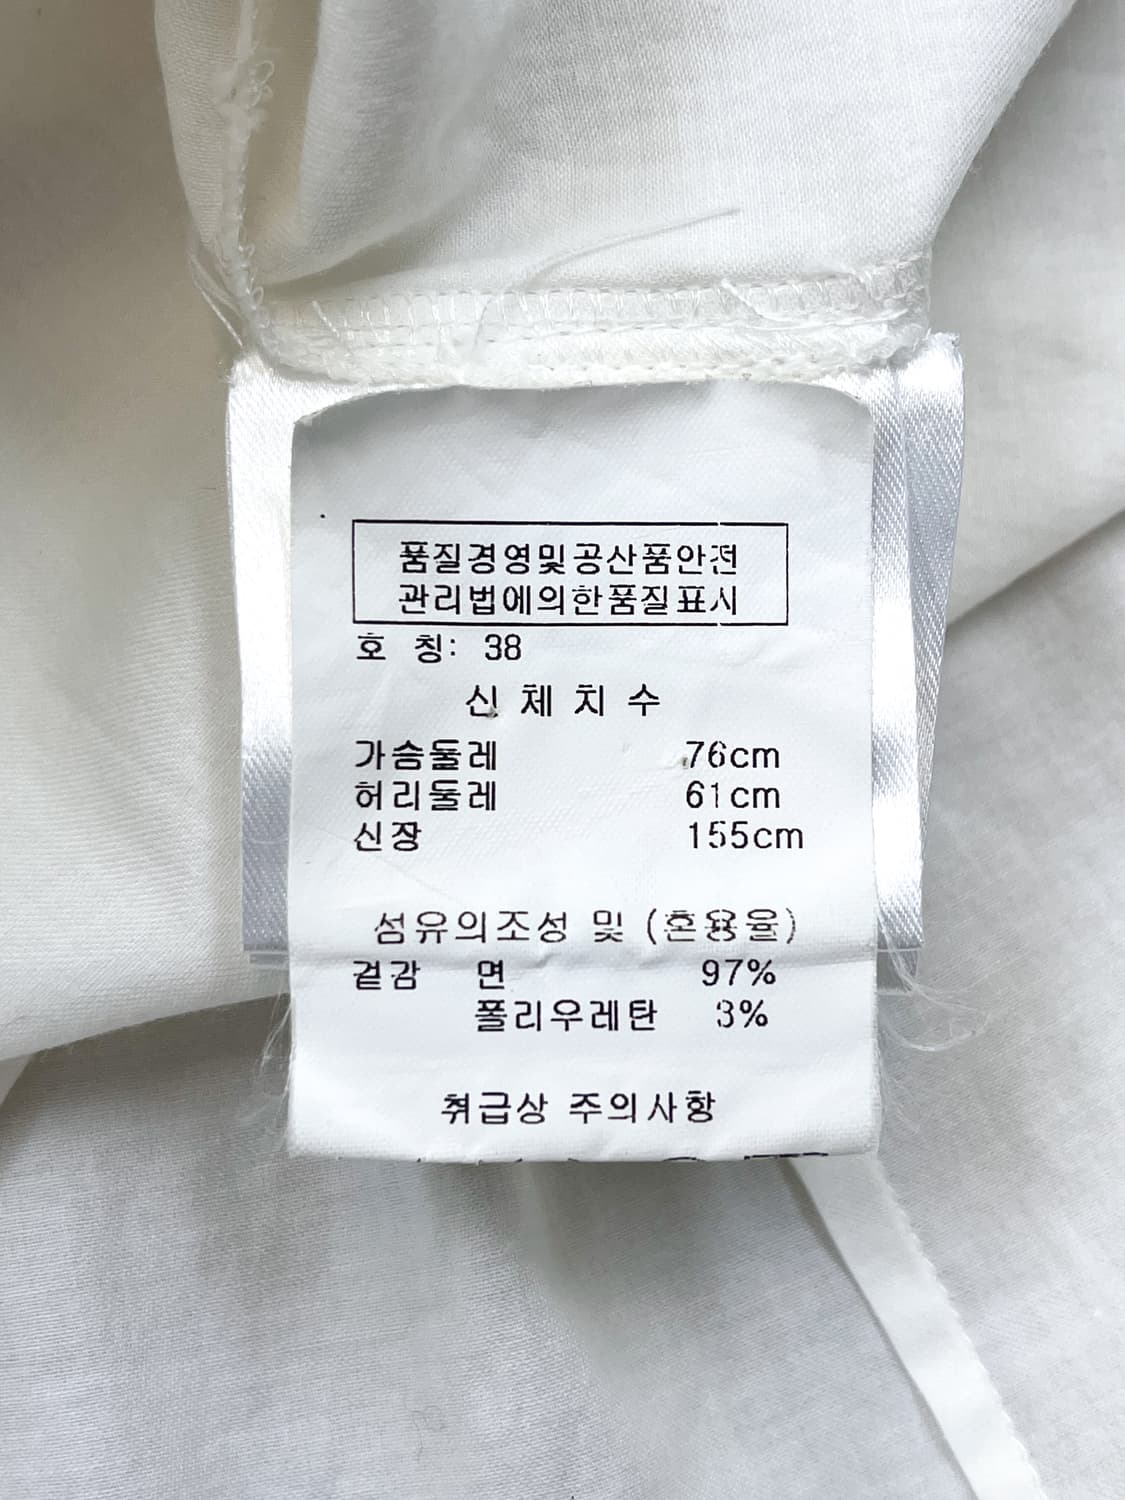 품질경영및공산품안전
관리법에의한품질표시
호 칭: 38
신 체 치 수
가슴둘레 76cm
허리둘레 61cm
신장 155cm
섬유의조성 및 (혼용율)
겉감 면 97%
폴리우레탄 3%
취급상 주의사항